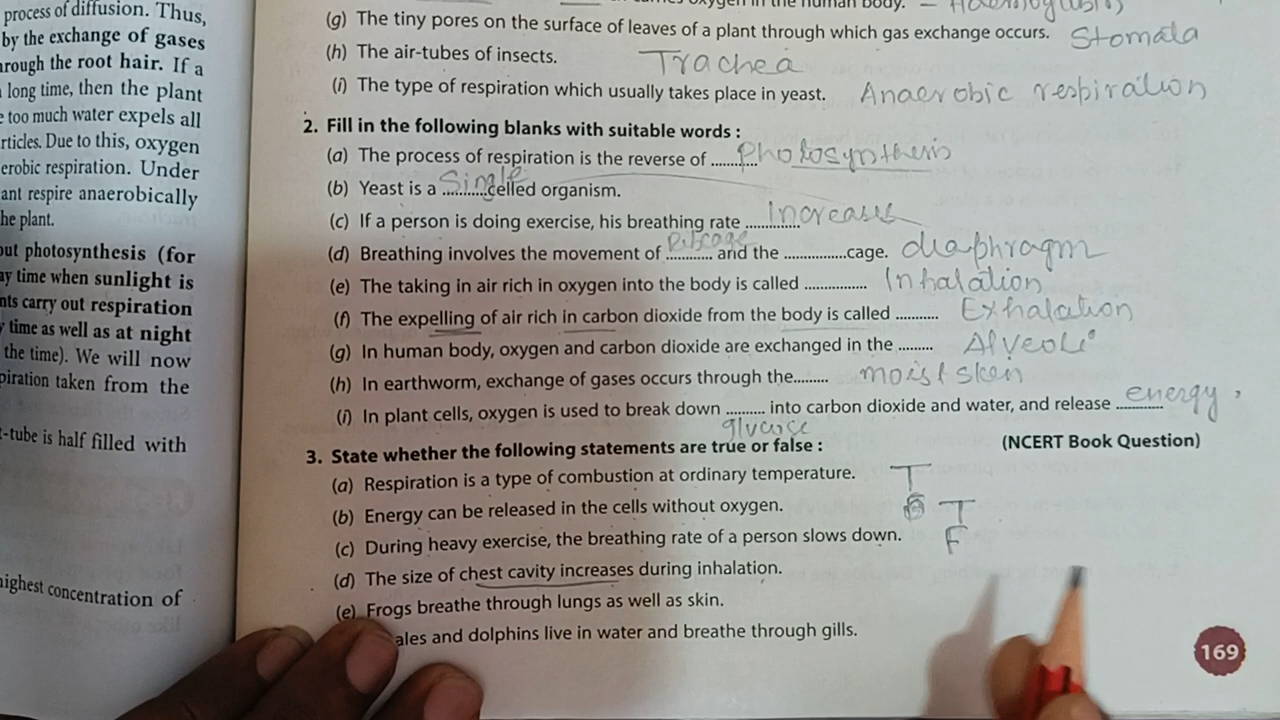 process of diffusion. Thus,
by the exchange of gases
rough the root hair. If a
long time, then the plant
too much water expels all
rticles. Due to this, oxygen
erobic respiration. Under
ant respire anaerobically
he plant.
out photosynthesis (for
ay time when sunlight is
nts carry out respiration
time as well as at night
the time). We will now
piration taken from the
t-tube is half filled with
highest concentration of
oxygen in the human body. –
(g) The tiny pores on the surface of leaves of a plant through which gas exchange occurs. Stomata
(h) The air-tubes of insects. Trachea
(i) The type of respiration which usually takes place in yeast. Anaerobic respiration
2. Fill in the following blanks with suitable words :
(a) The process of respiration is the reverse of ........... Photosynthesis
(b) Yeast is a Single ...........celled organism.
(c) If a person is doing exercise, his breathing rate ............. Increases
(d) Breathing involves the movement of ribcage ............ and the ................cage. diaphragm
(e) The taking in air rich in oxygen into the body is called ................ Inhalation
(f) The expelling of air rich in carbon dioxide from the body is called .......... Exhalation
(g) In human body, oxygen and carbon dioxide are exchanged in the ......... Alveoli
(h) In earthworm, exchange of gases occurs through the......... moist skin
(i) In plant cells, oxygen is used to break down .......... into carbon dioxide and water, and release ............ energy.
glucose
3. State whether the following statements are true or false : (NCERT Book Question)
(a) Respiration is a type of combustion at ordinary temperature. T
(b) Energy can be released in the cells without oxygen. T
(c) During heavy exercise, the breathing rate of a person slows down. F
(d) The size of chest cavity increases during inhalation.
(e) Frogs breathe through lungs as well as skin.
ales and dolphins live in water and breathe through gills.
169